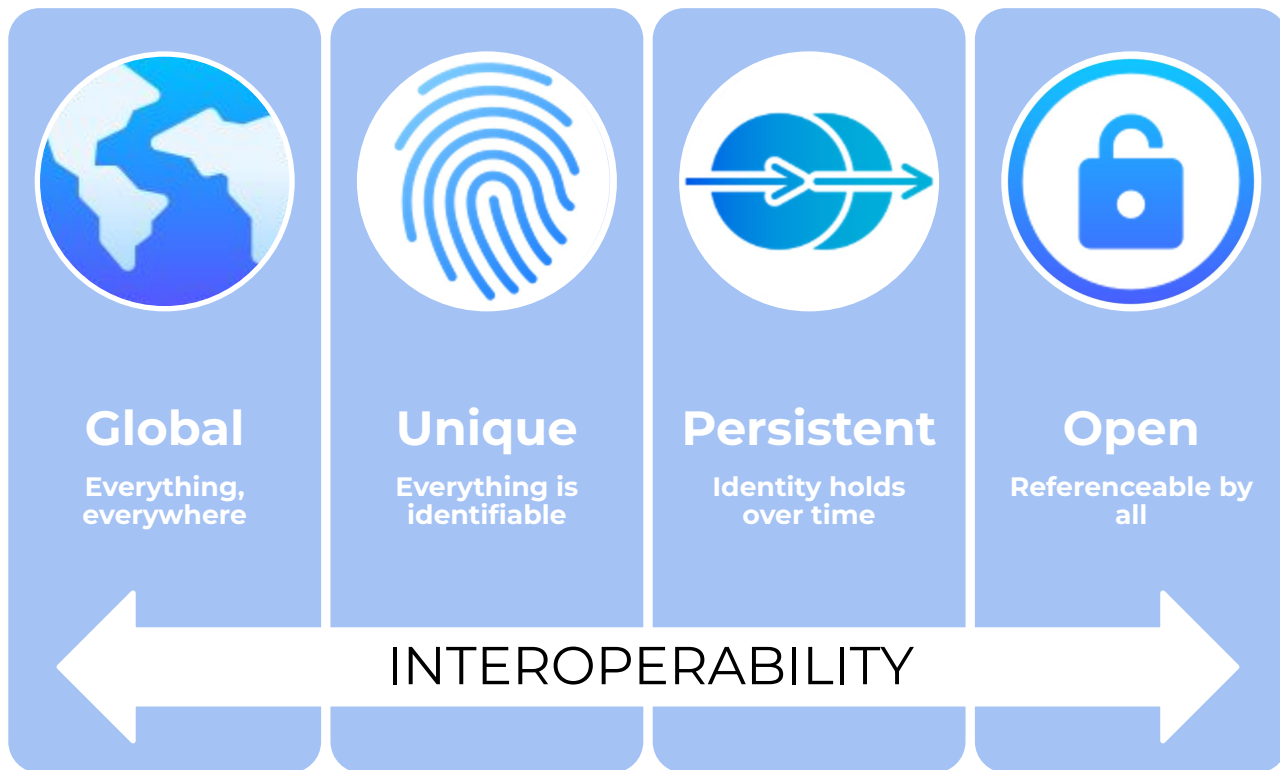 Global
Everything,
everywhere
Unique
Everything is
identifiable
Persistent
Identity holds
over time
Open
Referenceable by
all
INTEROPERABILITY